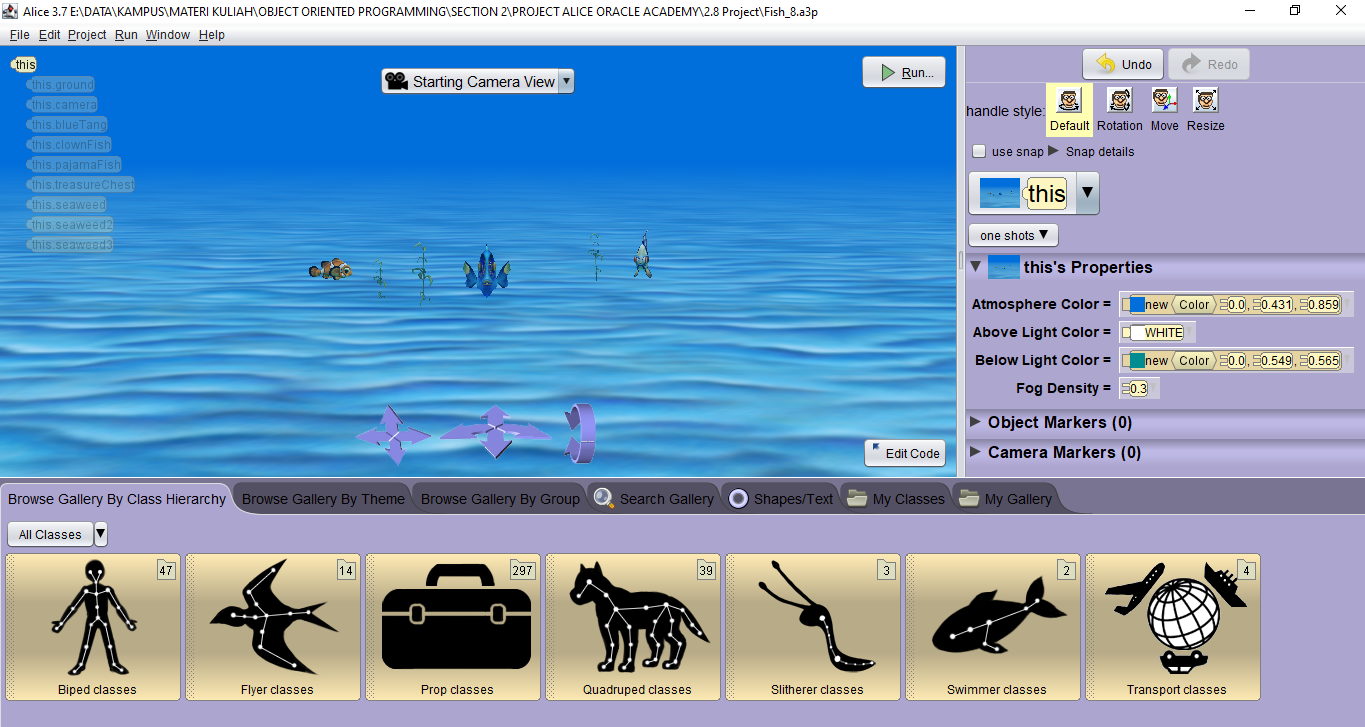 Alice 3.7 E:\DATA\KAMPUS\MATERI KULIAH\OBJECT ORIENTED PROGRAMMING\SECTION 2\PROJECT ALICE ORACLE ACADEMY\2.8 Project\Fish_8.a3p
File Edit Project Run Window Help
this
this.ground
this.camera
this.blueTang
this.clownFish
this.pajamaFish
this.treasureChest
this.seaweed
this.seaweed2
this.seaweed3
Starting Camera View
Run...
Edit Code
Undo Redo
handle style: Default Rotation Move Resize
use snap Snap details
this
one shots
this's Properties
Atmosphere Color = new Color 0.0, 0.431, 0.859
Above Light Color = WHITE
Below Light Color = new Color 0.0, 0.549, 0.565
Fog Density = 0.3
Object Markers (0)
Camera Markers (0)
Browse Gallery By Class Hierarchy Browse Gallery By Theme Browse Gallery By Group Search Gallery Shapes/Text My Classes My Gallery
All Classes
47 14 297 39 3 2 4
Biped classes Flyer classes Prop classes Quadruped classes Slitherer classes Swimmer classes Transport classes